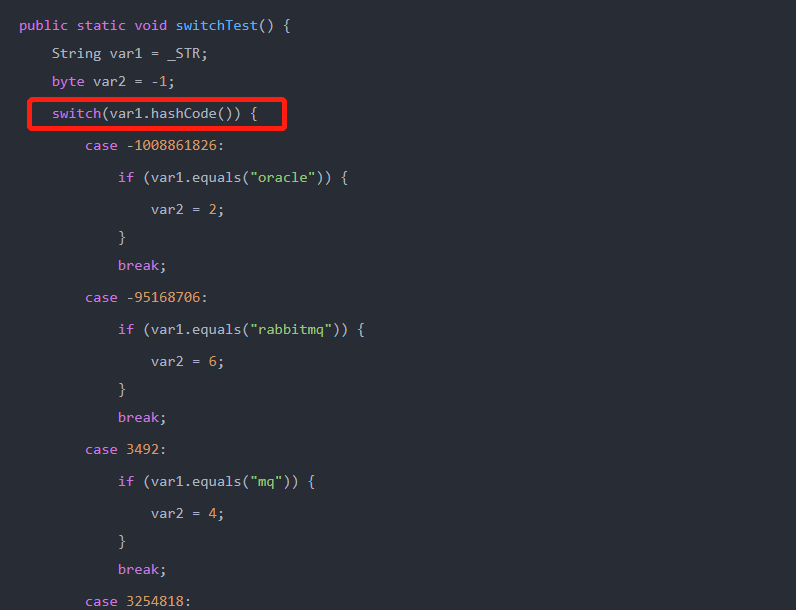 public static void switchTest() {
    String var1 = _STR;
    byte var2 = -1;
    switch(var1.hashCode()) {
        case -1008861826:
            if (var1.equals("oracle")) {
                var2 = 2;
            }
            break;
        case -95168706:
            if (var1.equals("rabbitmq")) {
                var2 = 6;
            }
            break;
        case 3492:
            if (var1.equals("mq")) {
                var2 = 4;
            }
            break;
        case 3254818: